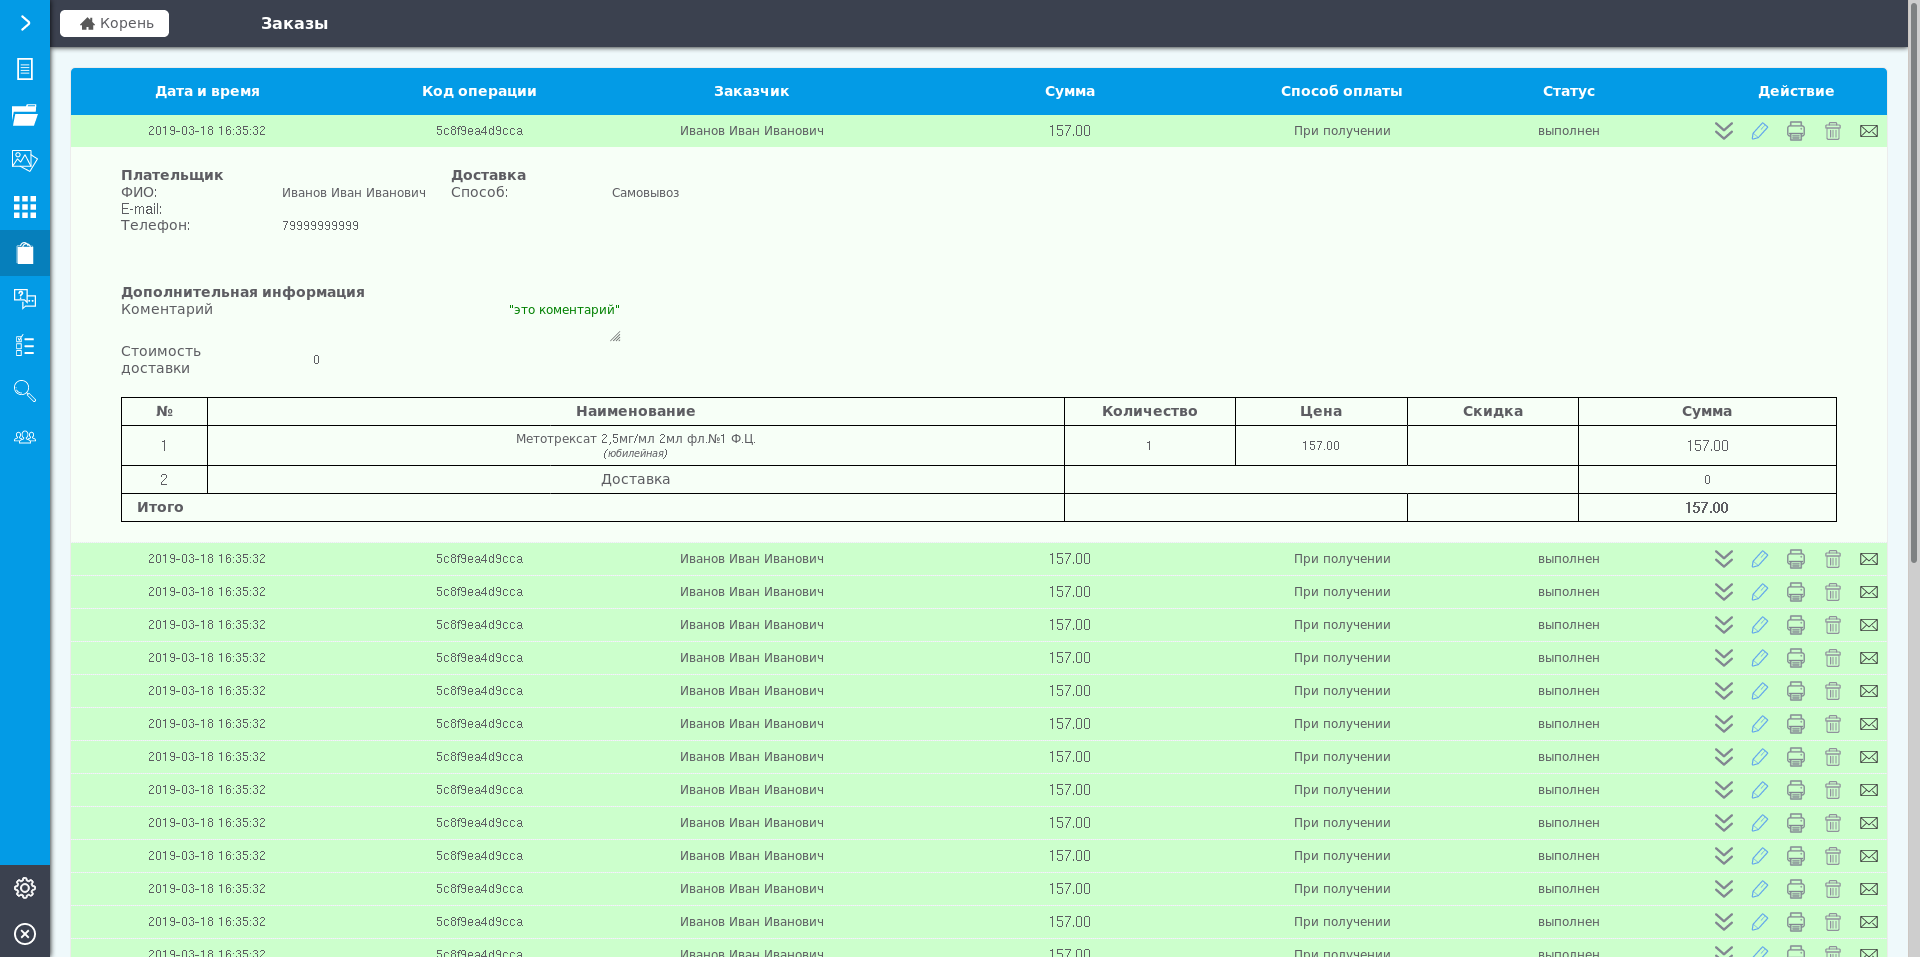 Корень
Заказы
Дата и время Код операции Заказчик Сумма Способ оплаты Статус Действие
2019-03-18 16:35:32 5c8f9ea4d9cca Иванов Иван Иванович 157.00 При получении выполнен
Плательщик Доставка
ФИО: Иванов Иван Иванович Способ: Самовывоз
E-mail:
Телефон: 79999999999
Дополнительная информация
Коментарий "это коментарий"
Стоимость
доставки 0
№ Наименование Количество Цена Скидка Сумма
1 Метотрексат 2,5мг/мл 2мл фл.№1 Ф.Ц. 1 157.00 157.00
(юбилейная)
2 Доставка 0
Итого 157.00
2019-03-18 16:35:32 5c8f9ea4d9cca Иванов Иван Иванович 157.00 При получении выполнен
2019-03-18 16:35:32 5c8f9ea4d9cca Иванов Иван Иванович 157.00 При получении выполнен
2019-03-18 16:35:32 5c8f9ea4d9cca Иванов Иван Иванович 157.00 При получении выполнен
2019-03-18 16:35:32 5c8f9ea4d9cca Иванов Иван Иванович 157.00 При получении выполнен
2019-03-18 16:35:32 5c8f9ea4d9cca Иванов Иван Иванович 157.00 При получении выполнен
2019-03-18 16:35:32 5c8f9ea4d9cca Иванов Иван Иванович 157.00 При получении выполнен
2019-03-18 16:35:32 5c8f9ea4d9cca Иванов Иван Иванович 157.00 При получении выполнен
2019-03-18 16:35:32 5c8f9ea4d9cca Иванов Иван Иванович 157.00 При получении выполнен
2019-03-18 16:35:32 5c8f9ea4d9cca Иванов Иван Иванович 157.00 При получении выполнен
2019-03-18 16:35:32 5c8f9ea4d9cca Иванов Иван Иванович 157.00 При получении выполнен
2019-03-18 16:35:32 5c8f9ea4d9cca Иванов Иван Иванович 157.00 При получении выполнен
2019-03-18 16:35:32 5c8f9ea4d9cca Иванов Иван Иванович 157.00 При получении выполнен
2019-03-18 16:35:32 5c8f9ea4d9cca Иванов Иван Иванович 157.00 При получении выполнен